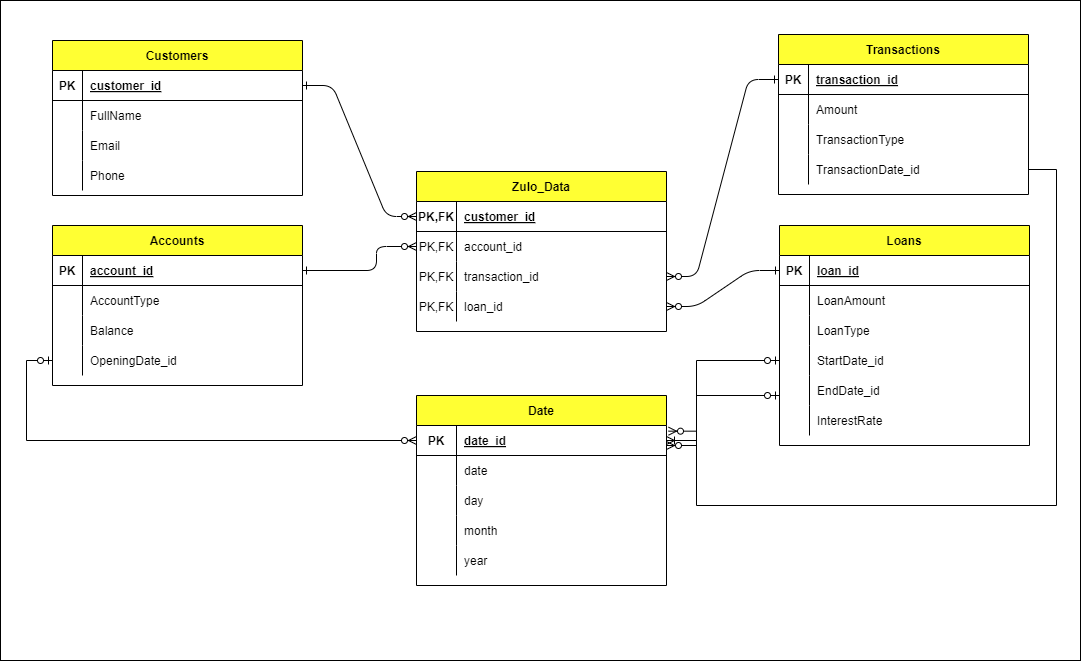 Customers
PK customer_id
FullName
Email
Phone
Accounts
PK account_id
AccountType
Balance
OpeningDate_id
Zulo_Data
PK,FK customer_id
PK,FK account_id
PK,FK transaction_id
PK,FK loan_id
Date
PK date_id
date
day
month
year
Transactions
PK transaction_id
Amount
TransactionType
TransactionDate_id
Loans
PK loan_id
LoanAmount
LoanType
StartDate_id
EndDate_id
InterestRate